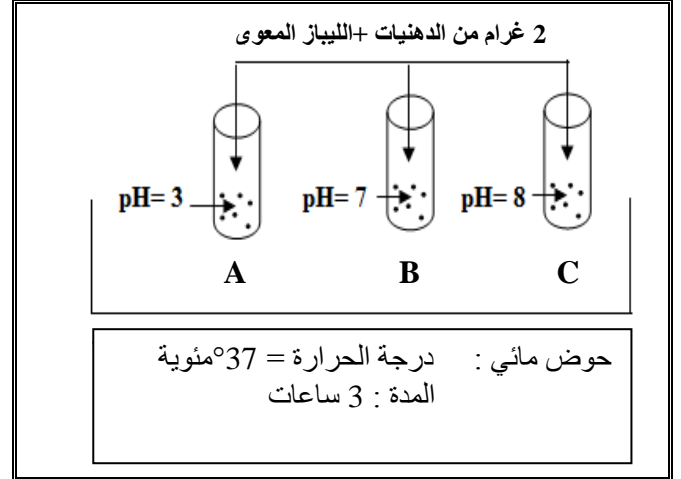 2 غرام من الدهنيات +الليباز المعوى
pH= 3 pH= 7 pH= 8
A B C
حوض مائي : درجة الحرارة = 37°مئوية
المدة : 3 ساعات